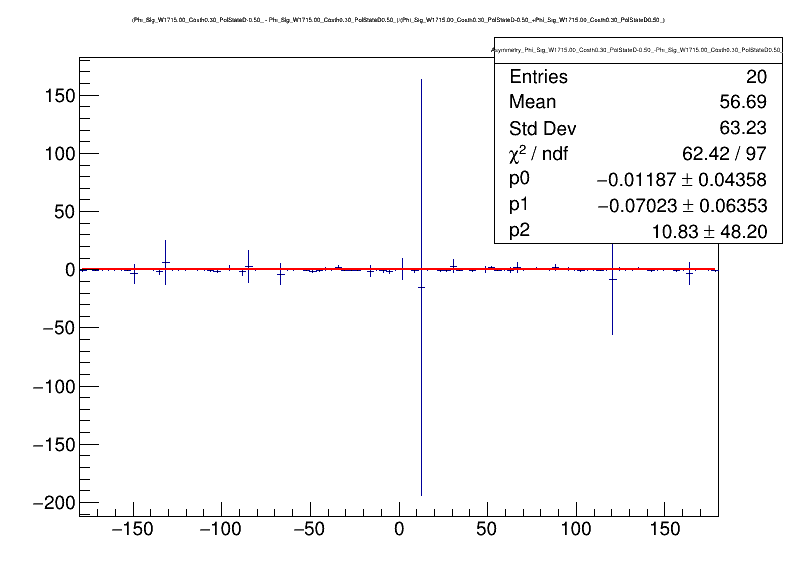 (Phi_Sig_W1715.00_Costh0.30_PolStateD-0.50_ - Phi_Sig_W1715.00_Costh0.30_PolStateD0.50_)/(Phi_Sig_W1715.00_Costh0.30_PolStateD-0.50_+Phi_Sig_W1715.00_Costh0.30_PolStateD0.50_)
Asymmetry_Phi_Sig_W1715.00_Costh0.30_PolStateD-0.50_-Phi_Sig_W1715.00_Costh0.30_PolStateD0.50_
Entries 20
Mean 56.69
Std Dev 63.23
χ² / ndf 62.42 / 97
p0 −0.01187 ± 0.04358
p1 −0.07023 ± 0.06353
p2 10.83 ± 48.20
150
100
50
0
−50
−100
−150
−200
−150 −100 −50 0 50 100 150